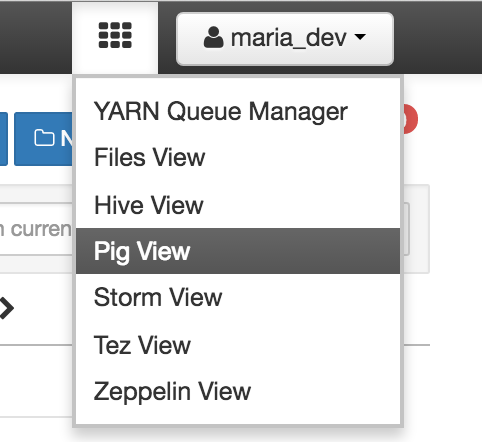 maria_dev
YARN Queue Manager
Files View
Hive View
Pig View
Storm View
Tez View
Zeppelin View